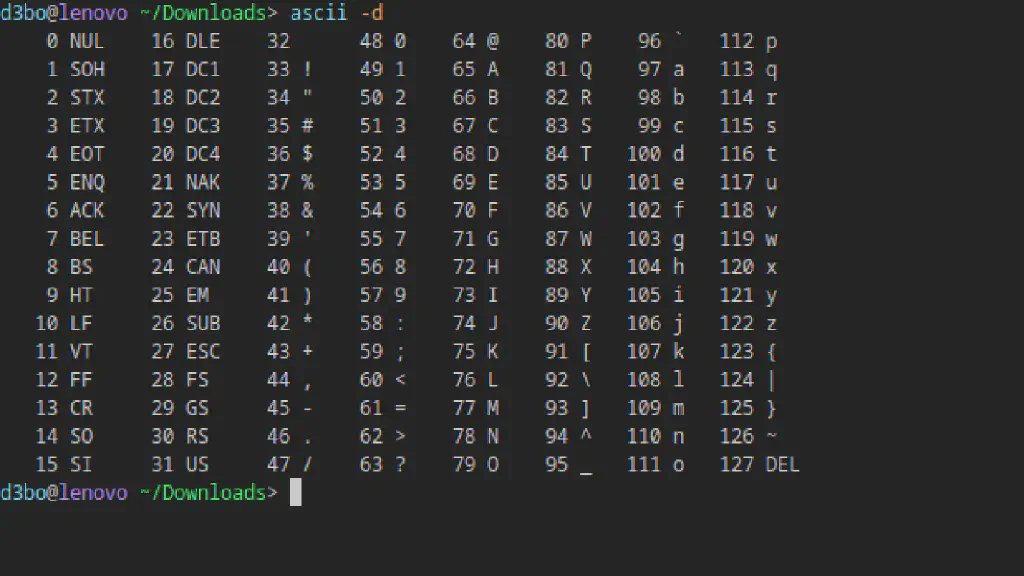 d3bo@lenovo ~/Downloads> ascii -d
0 NUL 16 DLE 32 48 0 64 @ 80 P 96 ` 112 p
1 SOH 17 DC1 33 ! 49 1 65 A 81 Q 97 a 113 q
2 STX 18 DC2 34 " 50 2 66 B 82 R 98 b 114 r
3 ETX 19 DC3 35 # 51 3 67 C 83 S 99 c 115 s
4 EOT 20 DC4 36 $ 52 4 68 D 84 T 100 d 116 t
5 ENQ 21 NAK 37 % 53 5 69 E 85 U 101 e 117 u
6 ACK 22 SYN 38 & 54 6 70 F 86 V 102 f 118 v
7 BEL 23 ETB 39 ' 55 7 71 G 87 W 103 g 119 w
8 BS 24 CAN 40 ( 56 8 72 H 88 X 104 h 120 x
9 HT 25 EM 41 ) 57 9 73 I 89 Y 105 i 121 y
10 LF 26 SUB 42 * 58 : 74 J 90 Z 106 j 122 z
11 VT 27 ESC 43 + 59 ; 75 K 91 [ 107 k 123 {
12 FF 28 FS 44 , 60 < 76 L 92 \ 108 l 124 |
13 CR 29 GS 45 - 61 = 77 M 93 ] 109 m 125 }
14 SO 30 RS 46 . 62 > 78 N 94 ^ 110 n 126 ~
15 SI 31 US 47 / 63 ? 79 O 95 _ 111 o 127 DEL
d3bo@lenovo ~/Downloads>